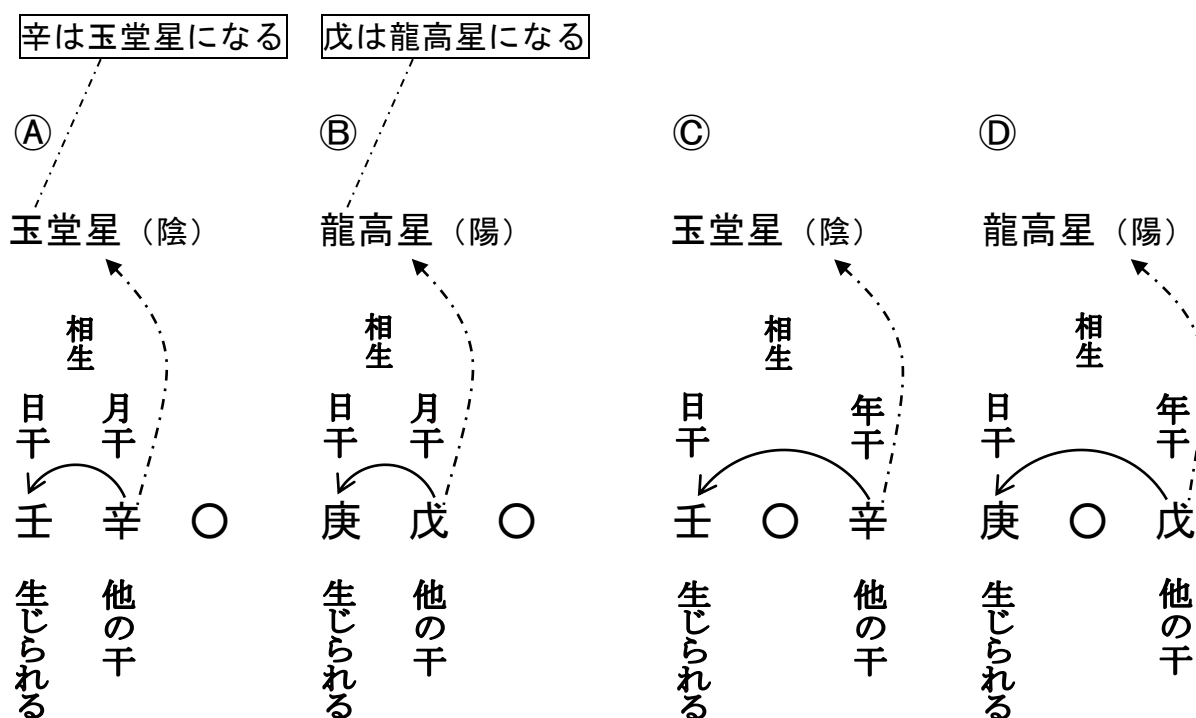 辛は玉堂星になる
戊は龍高星になる
Ⓐ
Ⓑ
Ⓒ
Ⓓ
玉堂星（陰）
龍高星（陽）
玉堂星（陰）
龍高星（陽）
相生
相生
相生
相生
日干
月干
日干
月干
日干
年干
日干
年干
壬 辛 〇
庚 戊 〇
壬 〇 辛
庚 〇 戊
生じられる
他の干
生じられる
他の干
生じられる
他の干
生じられる
他の干